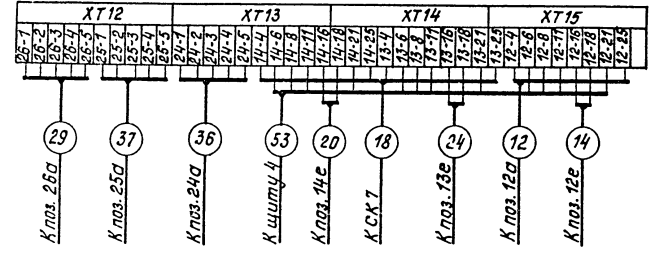 XT12 XT13 XT14 XT15
26-1 26-2 26-3 26-4 26-5 25-1 25-2 25-3 25-4 25-5 24-1 24-2 24-3 24-4 24-5 14-4 14-6 14-8 14-11 14-16 14-18 14-21 14-25 13-4 13-6 13-8 13-11 13-16 13-18 13-21 13-25 12-4 12-6 12-8 12-11 12-16 12-18 12-21 12-25
29 37 36 53 20 18 24 12 14
К поз. 26а
К поз. 25а
К поз. 24а
К щиту 4
К поз. 14е
К СК 7
К поз. 13е
К поз. 12а
К поз. 12е